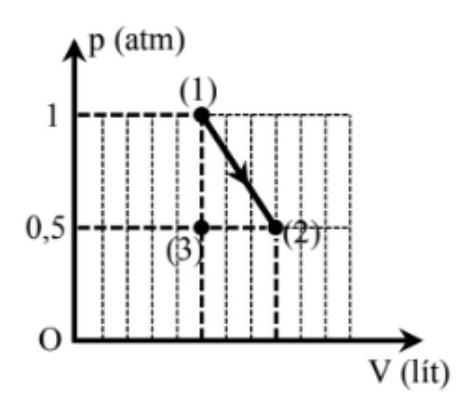 p (atm)
(1)
1
0,5
(2)
(3)
O
V (lít)